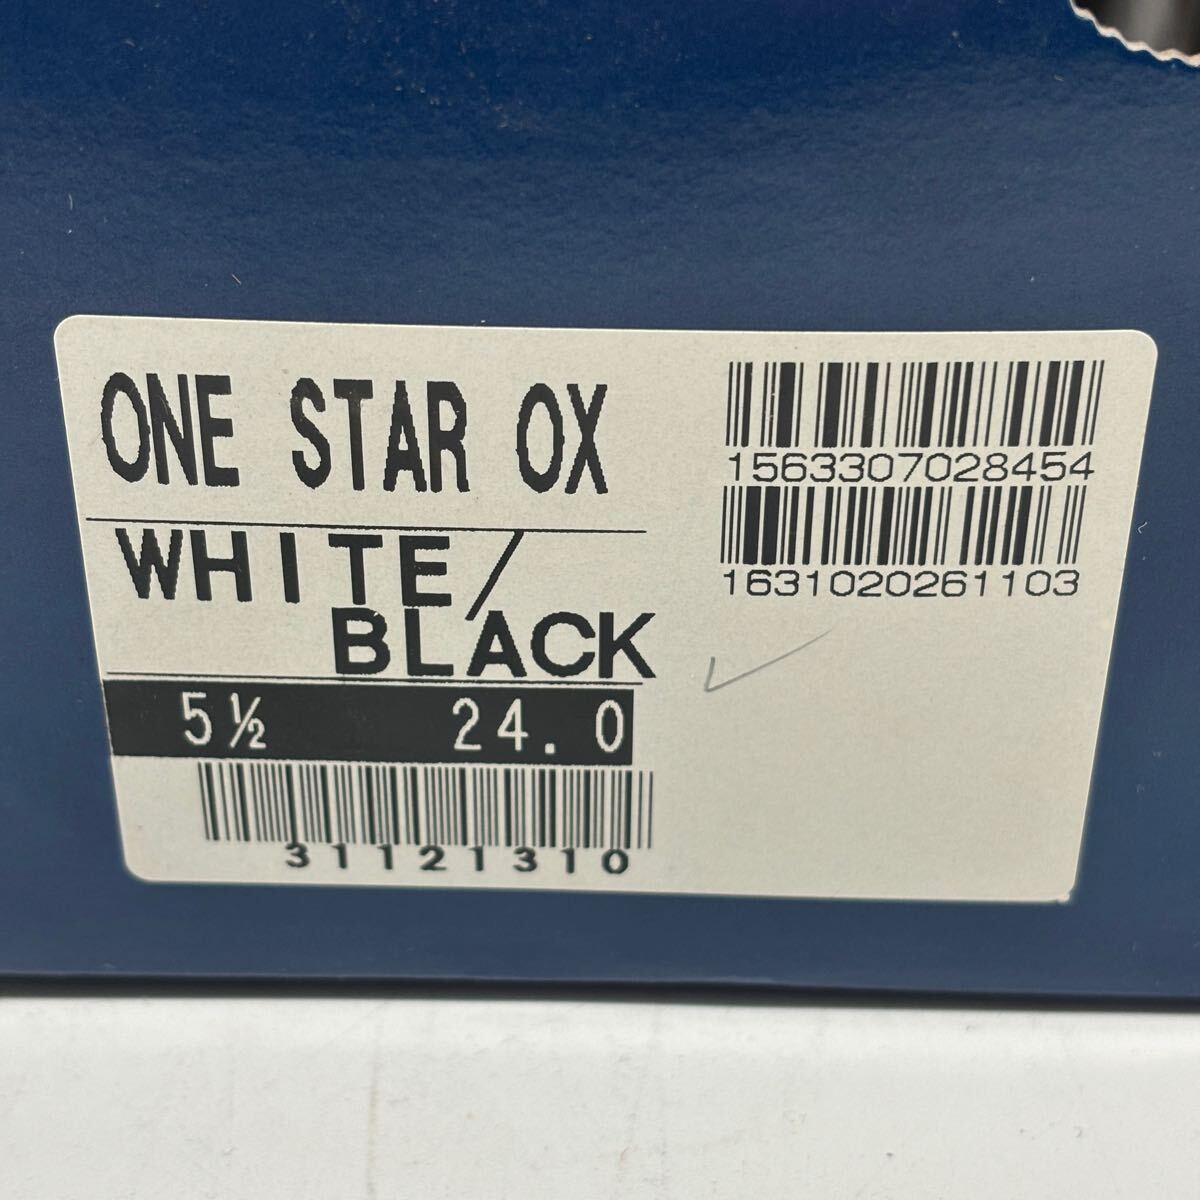 ONE STAR OX
WHITE/
BLACK
5½ 24.0
31121310
1563307028454
1631020261103